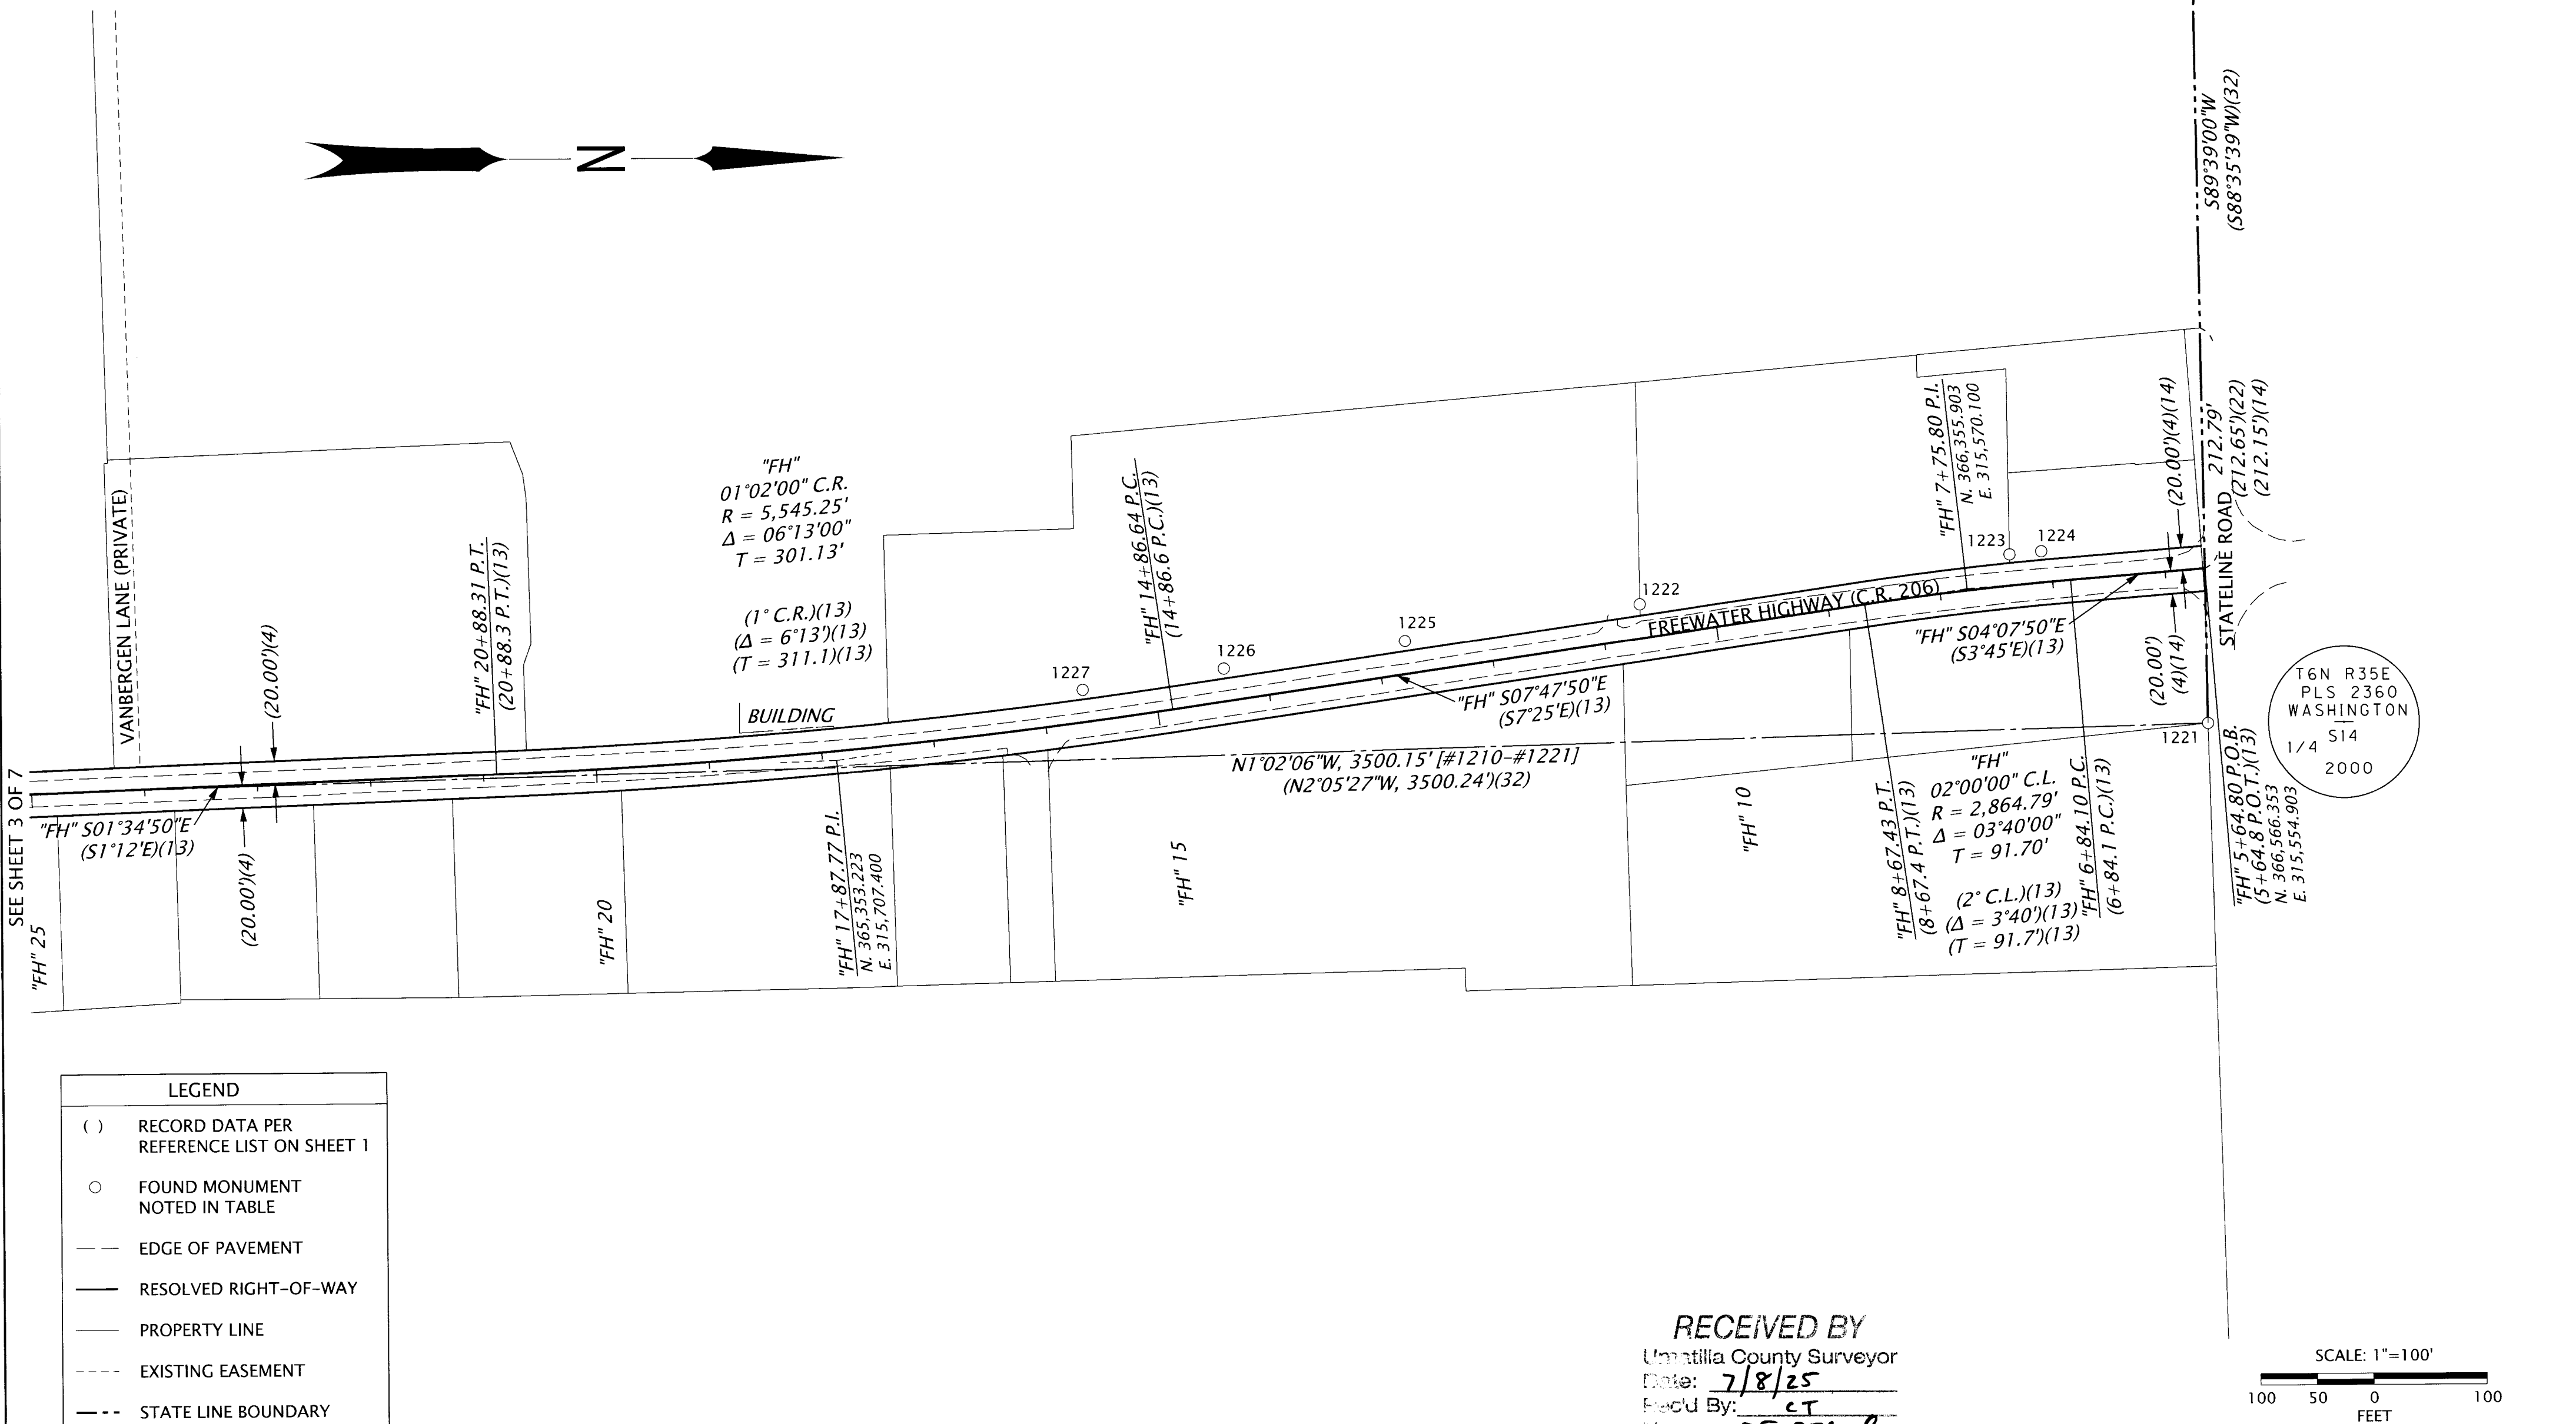 S89°39'00"W
(S88°35'39"W)(32)
N
VANBERGEN LANE (PRIVATE)
(20.00')(4)
"FH" 20+88.31 P.T.
(20+88.3 P.T.)(13)
"FH"
01°02'00" C.R.
R = 5,545.25'
Δ = 06°13'00"
T = 301.13'
(1° C.R.)(13)
(Δ = 6°13')(13)
(T = 311.1)(13)
BUILDING
"FH" 14+86.64 P.C.
(14+86.6 P.C.)(13)
1227
1226
1225
1222
FREEWATER HIGHWAY (C.R. 206)
"FH" 7+75.80 P.I.
N. 366,355.903
E. 315,570.100
1223
1224
(20.00')(4)(14)
212.79'
(212.65')(22)
(212.15')(14)
STATELINE ROAD
"FH" S04°07'50"E
(S3°45'E)(13)
(20.00')
(4)(14)
T6N R35E
PLS 2360
WASHINGTON
S14
1/4
2000
1221
"FH" S07°47'50"E
(S7°25'E)(13)
N1°02'06"W, 3500.15' [#1210-#1221]
(N2°05'27"W, 3500.24')(32)
SEE SHEET 3 OF 7
"FH" S01°34'50"E
(S1°12'E)(13)
(20.00')(4)
"FH" 25
"FH" 20
"FH" 17+87.77 P.I.
N. 365,353.223
E. 315,707.400
"FH" 15
"FH" 10
"FH" 8+67.43 P.T.
(8+67.4 P.T.)(13)
"FH"
02°00'00" C.L.
R = 2,864.79'
Δ = 03°40'00"
T = 91.70'
(2° C.L.)(13)
(Δ = 3°40')(13)
(T = 91.7')(13)
"FH" 6+84.10 P.C.
(6+84.1 P.C.)(13)
"FH" 5+64.80 P.O.B.
(5+64.8 P.O.T.)(13)
N. 366,566.353
E. 315,554.903
LEGEND
( ) RECORD DATA PER
REFERENCE LIST ON SHEET 1
FOUND MONUMENT
NOTED IN TABLE
EDGE OF PAVEMENT
RESOLVED RIGHT-OF-WAY
PROPERTY LINE
EXISTING EASEMENT
STATE LINE BOUNDARY
RECEIVED BY
Umatilla County Surveyor
Date: 7/8/25
Rec'd By: CT
SCALE: 1"=100'
100 50 0 100
FEET